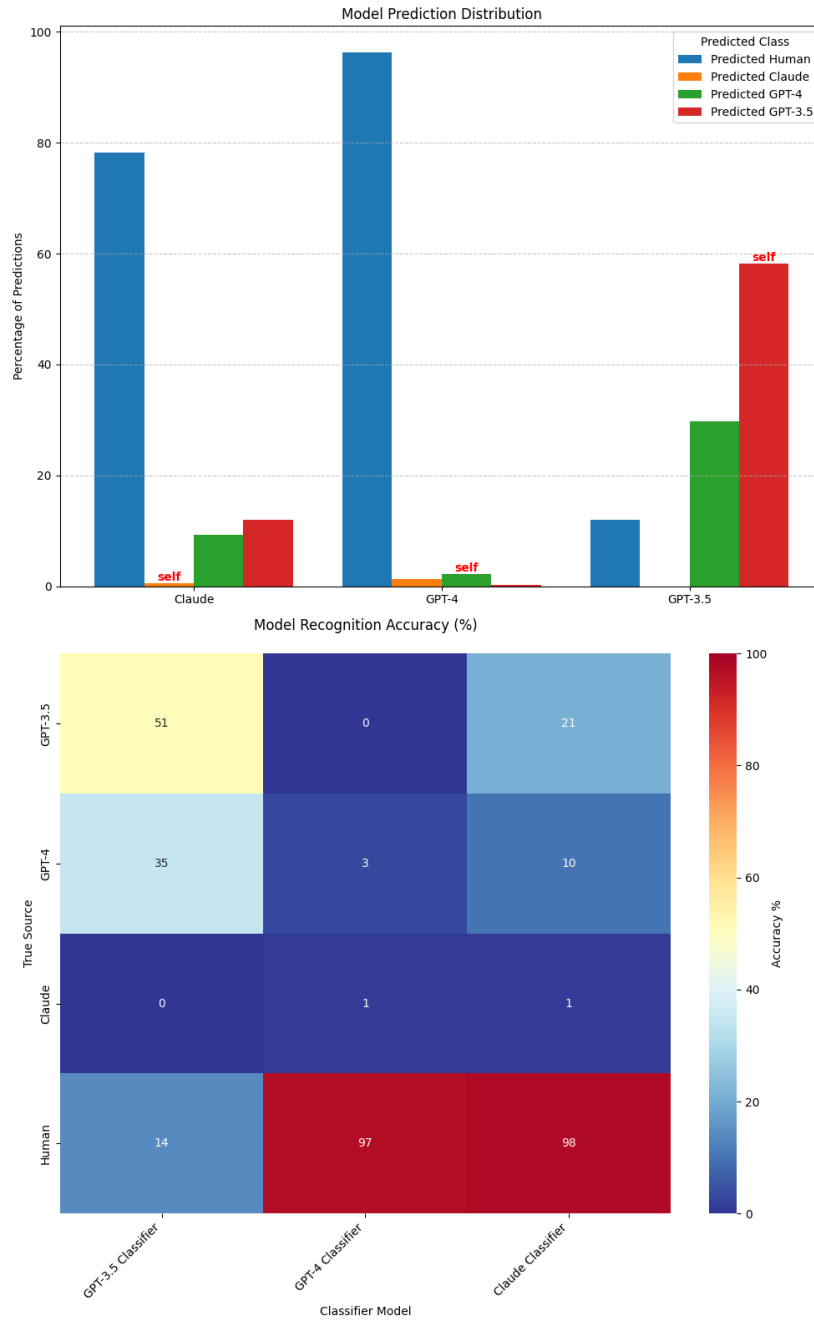 Model Prediction Distribution
Percentage of Predictions
100
80
60
40
20
0
Predicted Class
Predicted Human
Predicted Claude
Predicted GPT-4
Predicted GPT-3.5
self
self
self
Claude
GPT-4
GPT-3.5
Model Recognition Accuracy (%)
True Source
GPT-3.5
51
0
21
GPT-4
35
3
10
Claude
0
1
1
Human
14
97
98
GPT-3.5 Classifier
GPT-4 Classifier
Claude Classifier
Classifier Model
100
80
60
40
20
0
Accuracy %